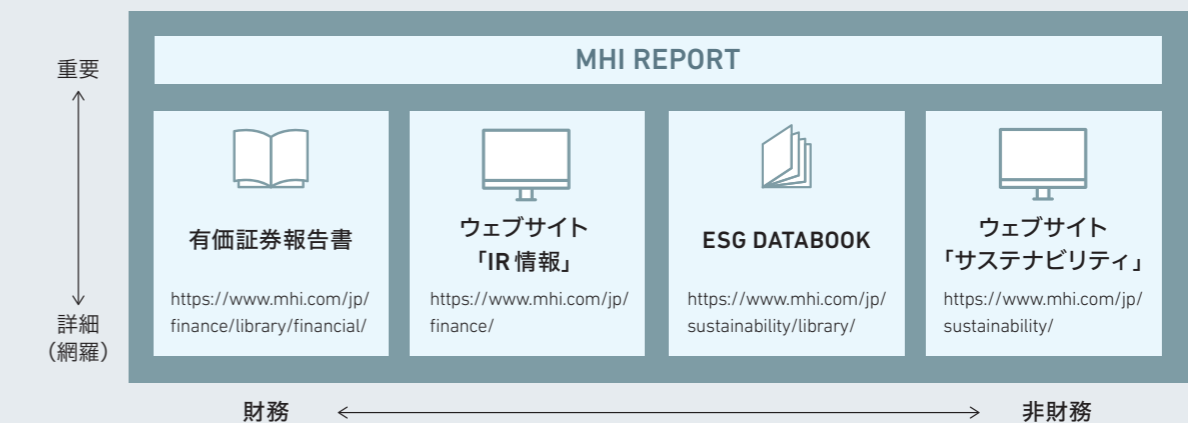 重要
詳細
（網羅）
MHI REPORT
有価証券報告書
https://www.mhi.com/jp/
finance/library/financial/
ウェブサイト
「IR情報」
https://www.mhi.com/jp/
finance/
ESG DATABOOK
https://www.mhi.com/jp/
sustainability/library/
ウェブサイト
「サステナビリティ」
https://www.mhi.com/jp/
sustainability/
財務
非財務